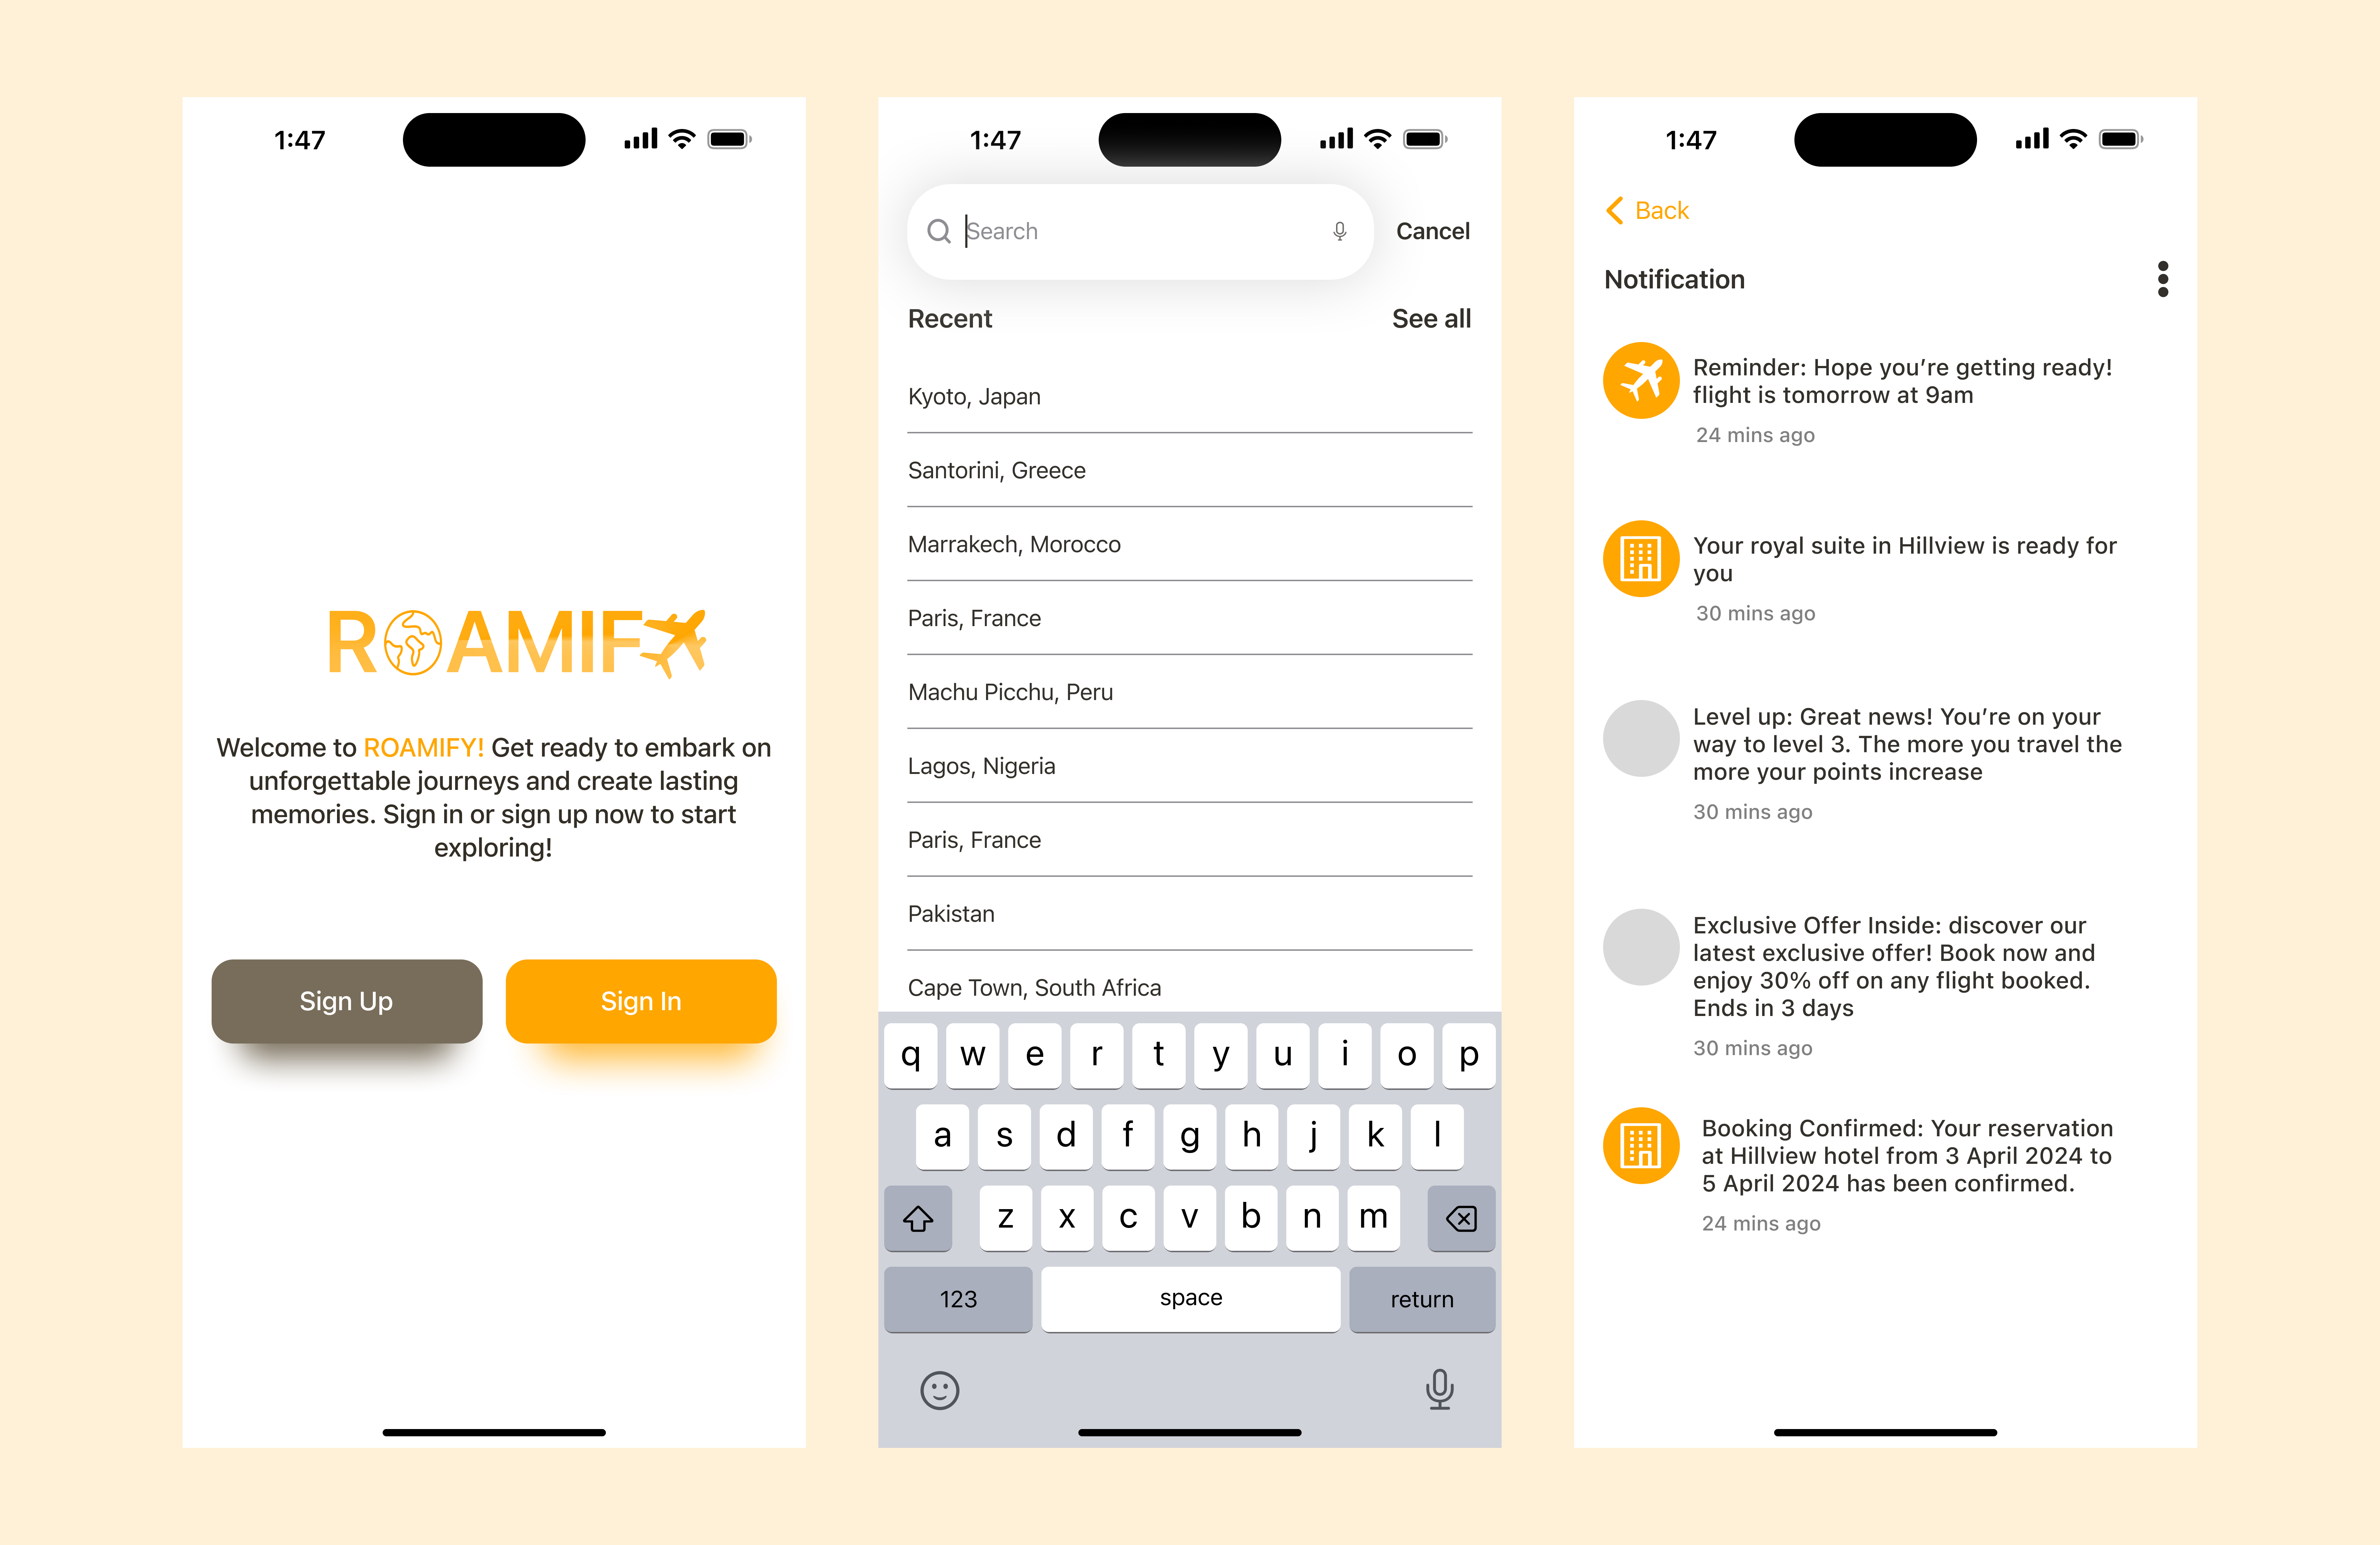 1:47
ROAMIFY
Welcome to ROAMIFY! Get ready to embark on
unforgettable journeys and create lasting
memories. Sign in or sign up now to start
exploring!
Sign Up
Sign In
1:47
Search
Cancel
Recent
See all
Kyoto, Japan
Santorini, Greece
Marrakech, Morocco
Paris, France
Machu Picchu, Peru
Lagos, Nigeria
Paris, France
Pakistan
Cape Town, South Africa
q w e r t y u i o p
a s d f g h j k l
z x c v b n m
123 space return
1:47
Back
Notification
Reminder: Hope you’re getting ready!
flight is tomorrow at 9am
24 mins ago
Your royal suite in Hillview is ready for
you
30 mins ago
Level up: Great news! You’re on your
way to level 3. The more you travel the
more your points increase
30 mins ago
Exclusive Offer Inside: discover our
latest exclusive offer! Book now and
enjoy 30% off on any flight booked.
Ends in 3 days
30 mins ago
Booking Confirmed: Your reservation
at Hillview hotel from 3 April 2024 to
5 April 2024 has been confirmed.
24 mins ago